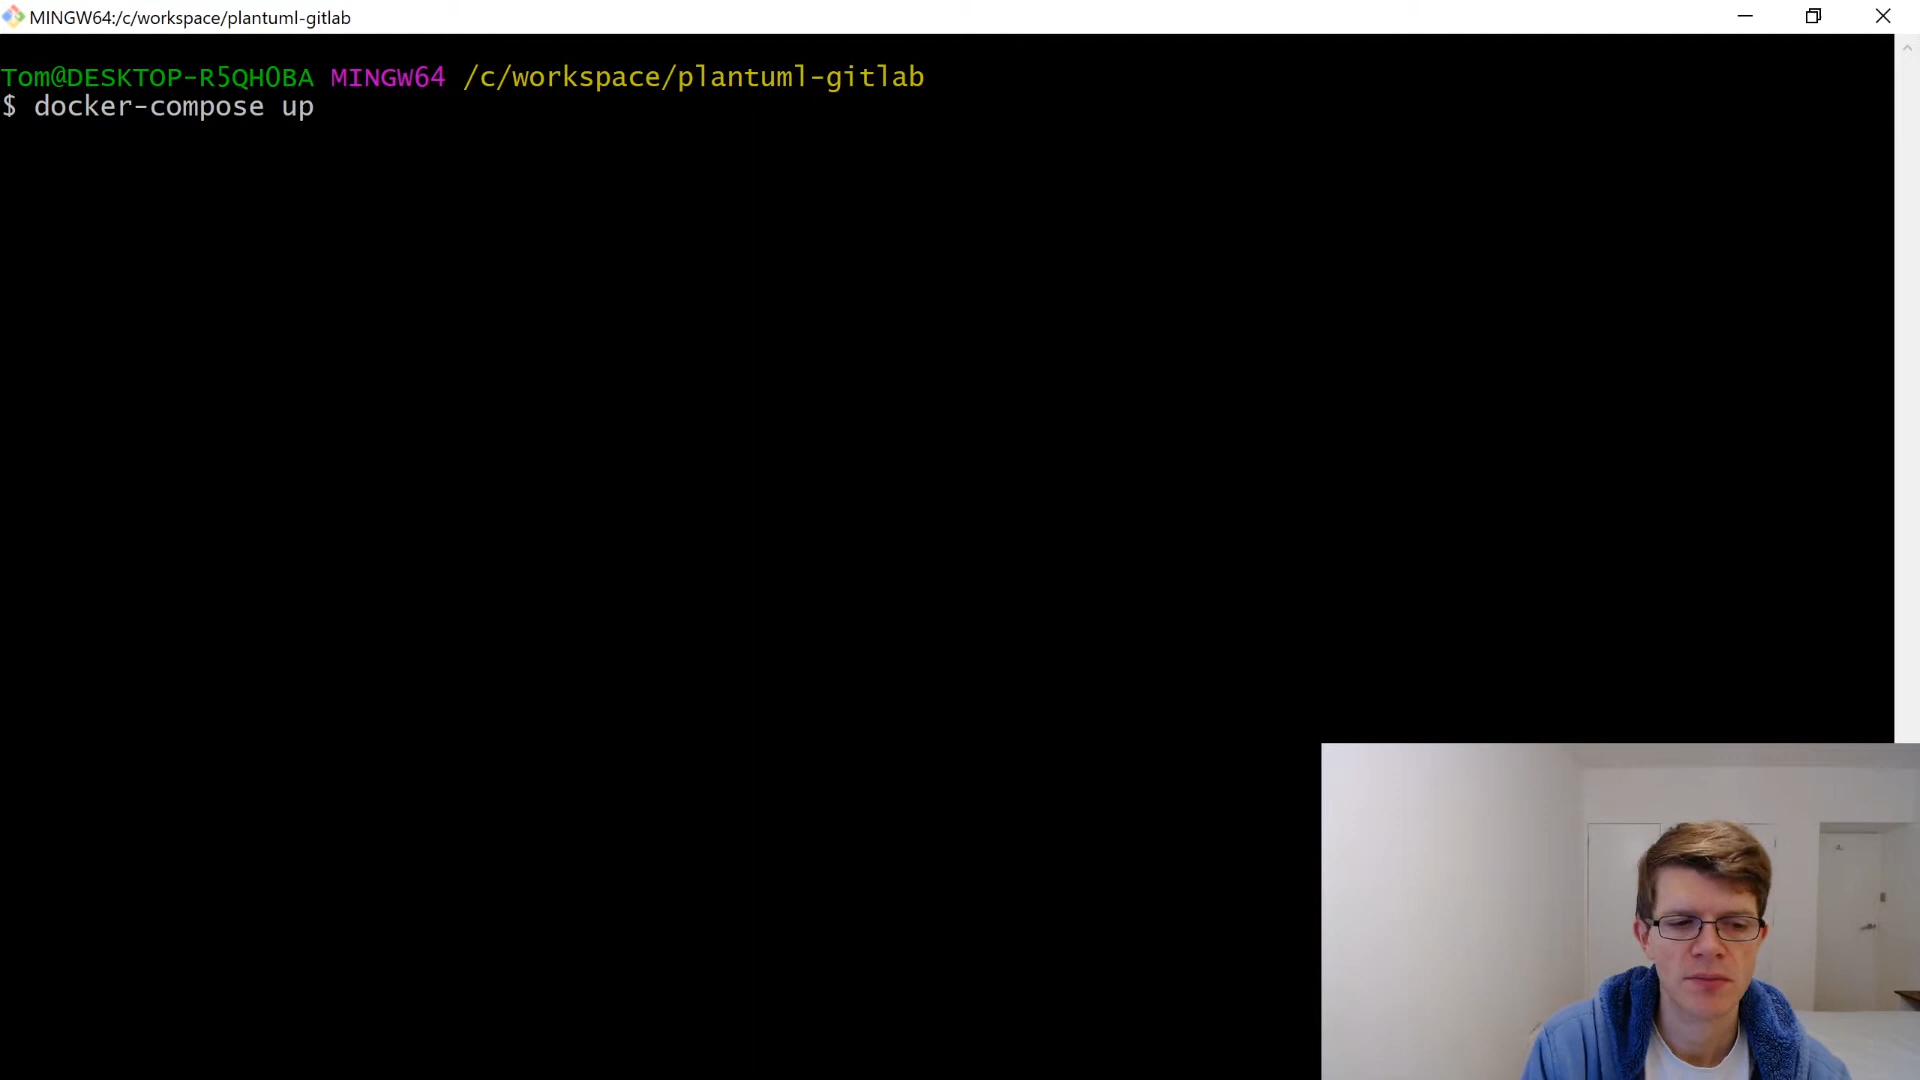 MINGW64:/c/workspace/plantuml-gitlab
Tom@DESKTOP-R5QH0BA MINGW64 /c/workspace/plantuml-gitlab
$ docker-compose up